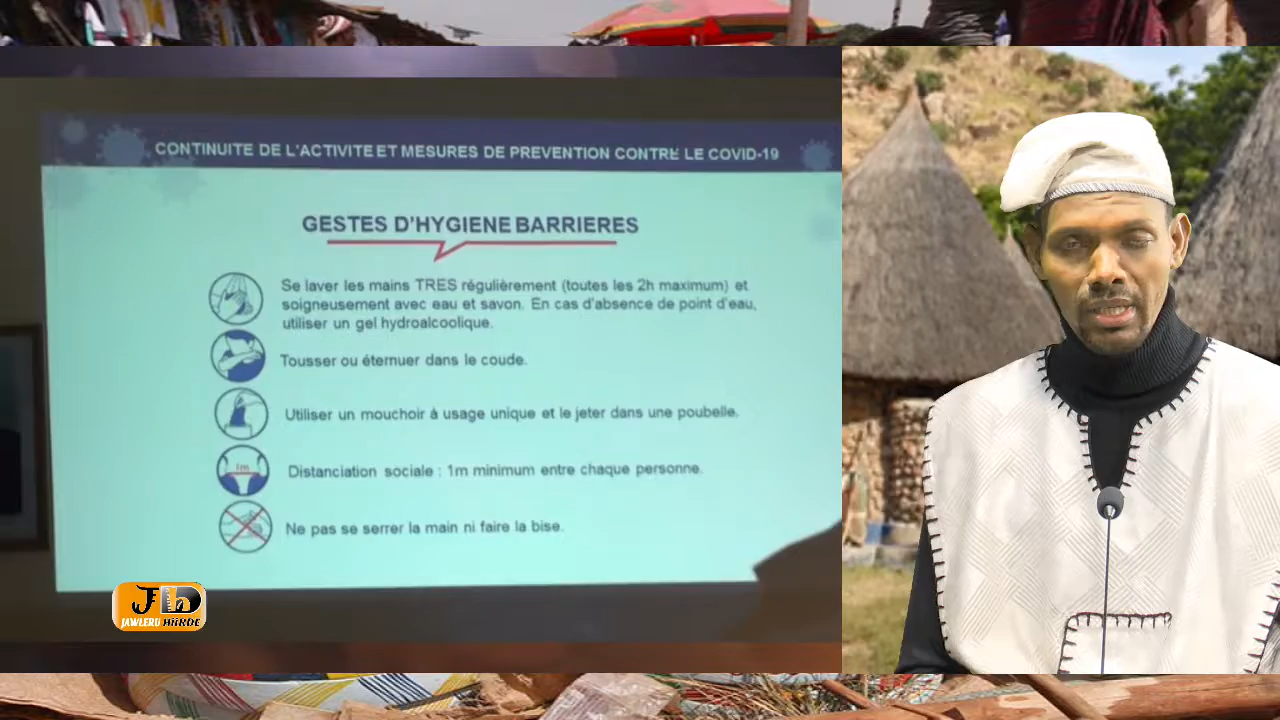 CONTINUITE DE L'ACTIVITE ET MESURES DE PREVENTION CONTRE LE COVID-19
GESTES D'HYGIENE BARRIERES
Se laver les mains TRES régulièrement (toutes les 2h maximum) et
soigneusement avec eau et savon. En cas d'absence de point d'eau,
utiliser un gel hydroalcoolique.
Tousser ou éternuer dans le coude.
Utiliser un mouchoir à usage unique et le jeter dans une poubelle.
1m
Distanciation sociale : 1m minimum entre chaque personne.
Ne pas se serrer la main ni faire la bise.
JH
JAWLERU HIIRDE